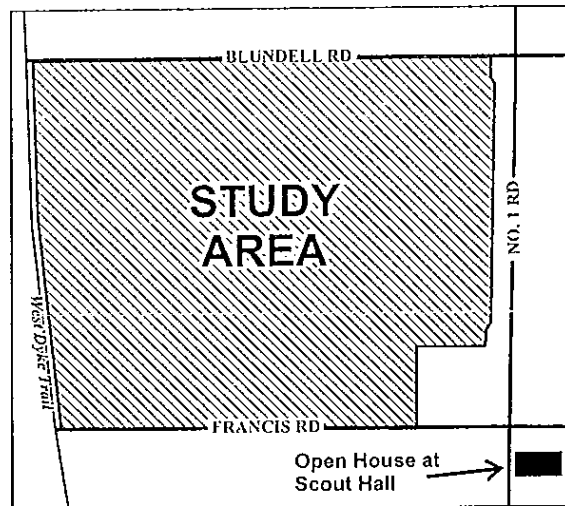 BLUNDELL RD
STUDY
AREA
NO. 1 RD
West Dyke Trail
FRANCIS RD
Open House at
Scout Hall